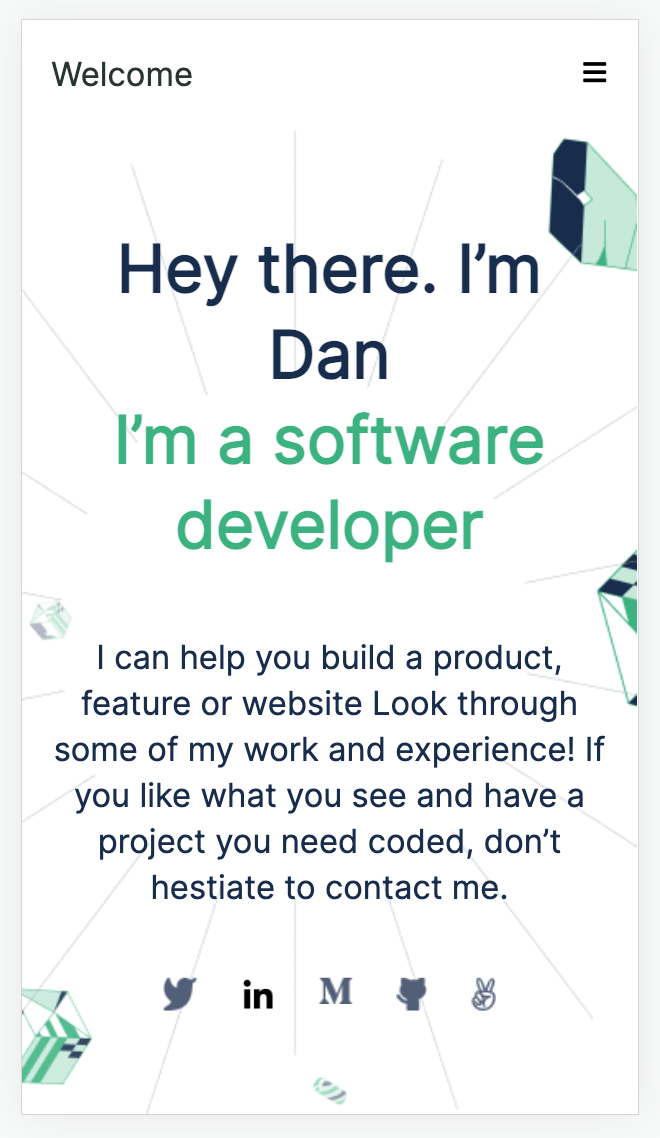 Welcome
Hey there. I’m
Dan
I’m a software
developer
I can help you build a product,
feature or website Look through
some of my work and experience! If
you like what you see and have a
project you need coded, don’t
hestiate to contact me.
in
M